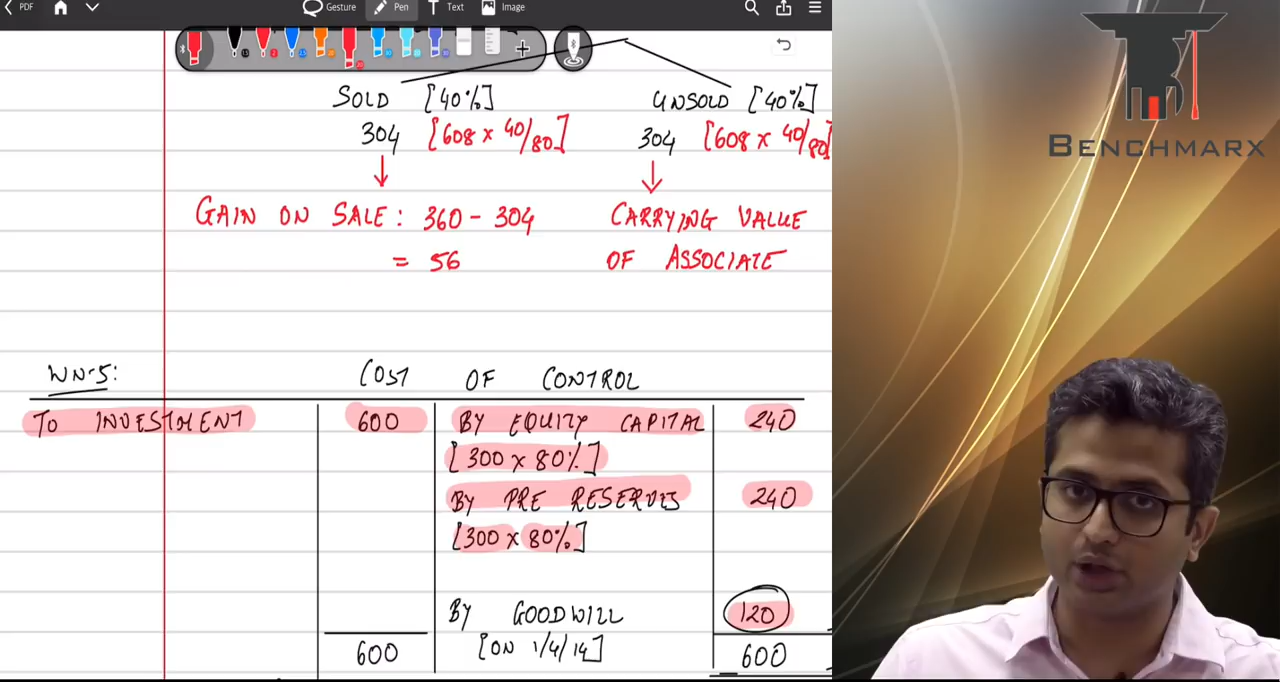 PDF Gesture Pen Text Image
SOLD [40%] UNSOLD [40%]
304 [608 × 40/80] 304 [608 × 40/80]
GAIN ON SALE: 360 - 304 CARRYING VALUE
= 56 OF ASSOCIATE
BENCHMARX
WN-5: COST OF CONTROL
TO INVESTMENT 600 BY EQUITY CAPITAL 240
[300 × 80%]
BY PRE RESERVES 240
[300 × 80%]
BY GOODWILL 120
600 [ON 1/4/14] 600